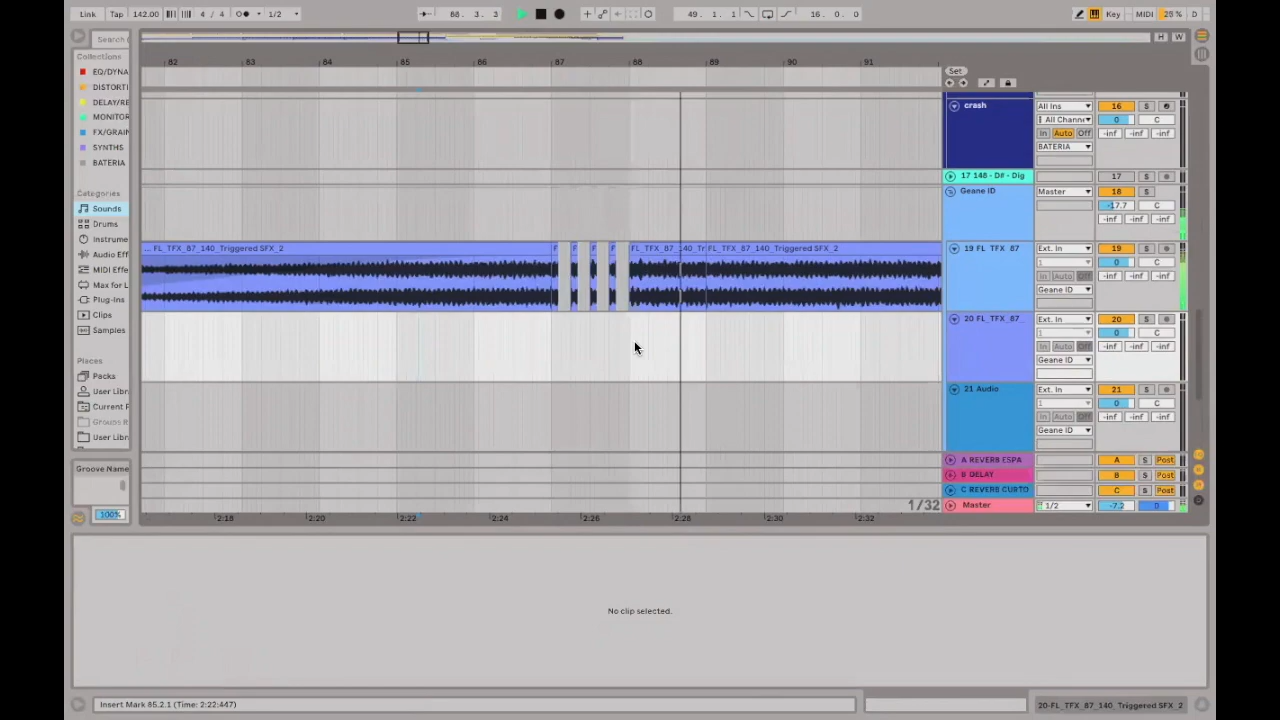 Link Tap 142.00 4 / 4 1/2 88. 3. 3 49. 1. 1 16. 0. 0 Key MIDI 25 % D
Search (
H W
82 83 84 85 86 87 88 89 90 91
Set
Collections
EQ/DYNA
DISTORTI
DELAY/RE
MONITOR
FX/GRAIN
SYNTHS
BATERIA
Categories
Sounds
Drums
Instrume
Audio Eff
MIDI Effe
Max for L
Plug-Ins
Clips
Samples
Places
Packs
User Libr
Current F
Groups R
User Libr
Groove Name
100%
crash All Ins 16 S
All Channe 0 C
In Auto Off -inf -inf -inf
BATERIA
17 148 - D# - Dig 17 S
Geane ID Master 18 S
-17.7 C
-inf -inf -inf
... FL_TFX_87_140_Triggered SFX_2 F F F F FL_TFX_87_140_Tr FL_TFX_87_140_Triggered SFX_2
19 FL_TFX_87 Ext. In 19 S
1 0 C
In Auto Off -inf -inf -inf
Geane ID
20 FL_TFX_87_ Ext. In 20 S
1 0 C
In Auto Off -inf -inf -inf
Geane ID
21 Audio Ext. In 21 S
1 0 C
In Auto Off -inf -inf -inf
Geane ID
A REVERB ESPA A S Post
B DELAY B S Post
C REVERB CURTO C S Post
1/32 Master 1/2 -7.2 0
2:18 2:20 2:22 2:24 2:26 2:28 2:30 2:32
No clip selected.
Insert Mark 85.2.1 (Time: 2:22:447)
20-FL_TFX_87_140_Triggered SFX_2